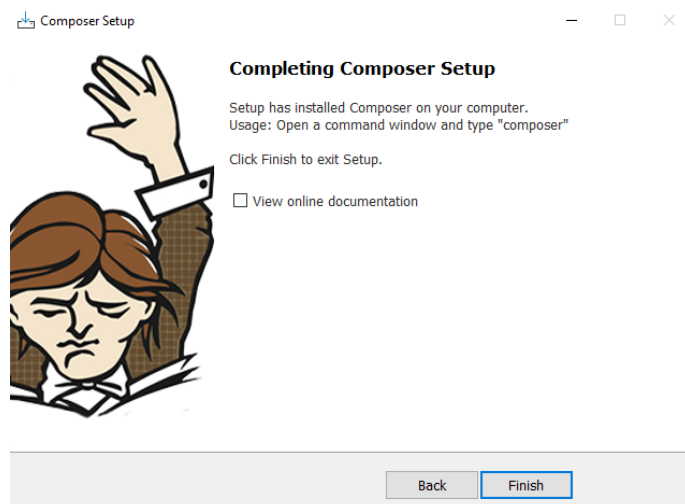 Composer Setup
Completing Composer Setup
Setup has installed Composer on your computer.
Usage: Open a command window and type "composer"
Click Finish to exit Setup.
View online documentation
Back
Finish